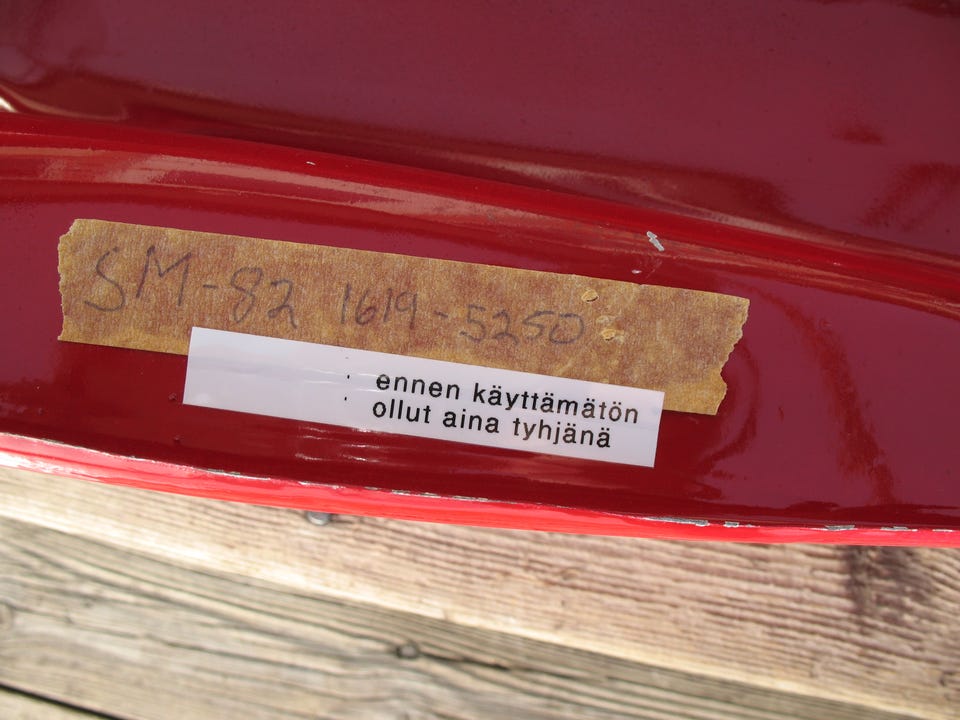 SM-82 1619-5250
ennen käyttämätön
ollut aina tyhjänä